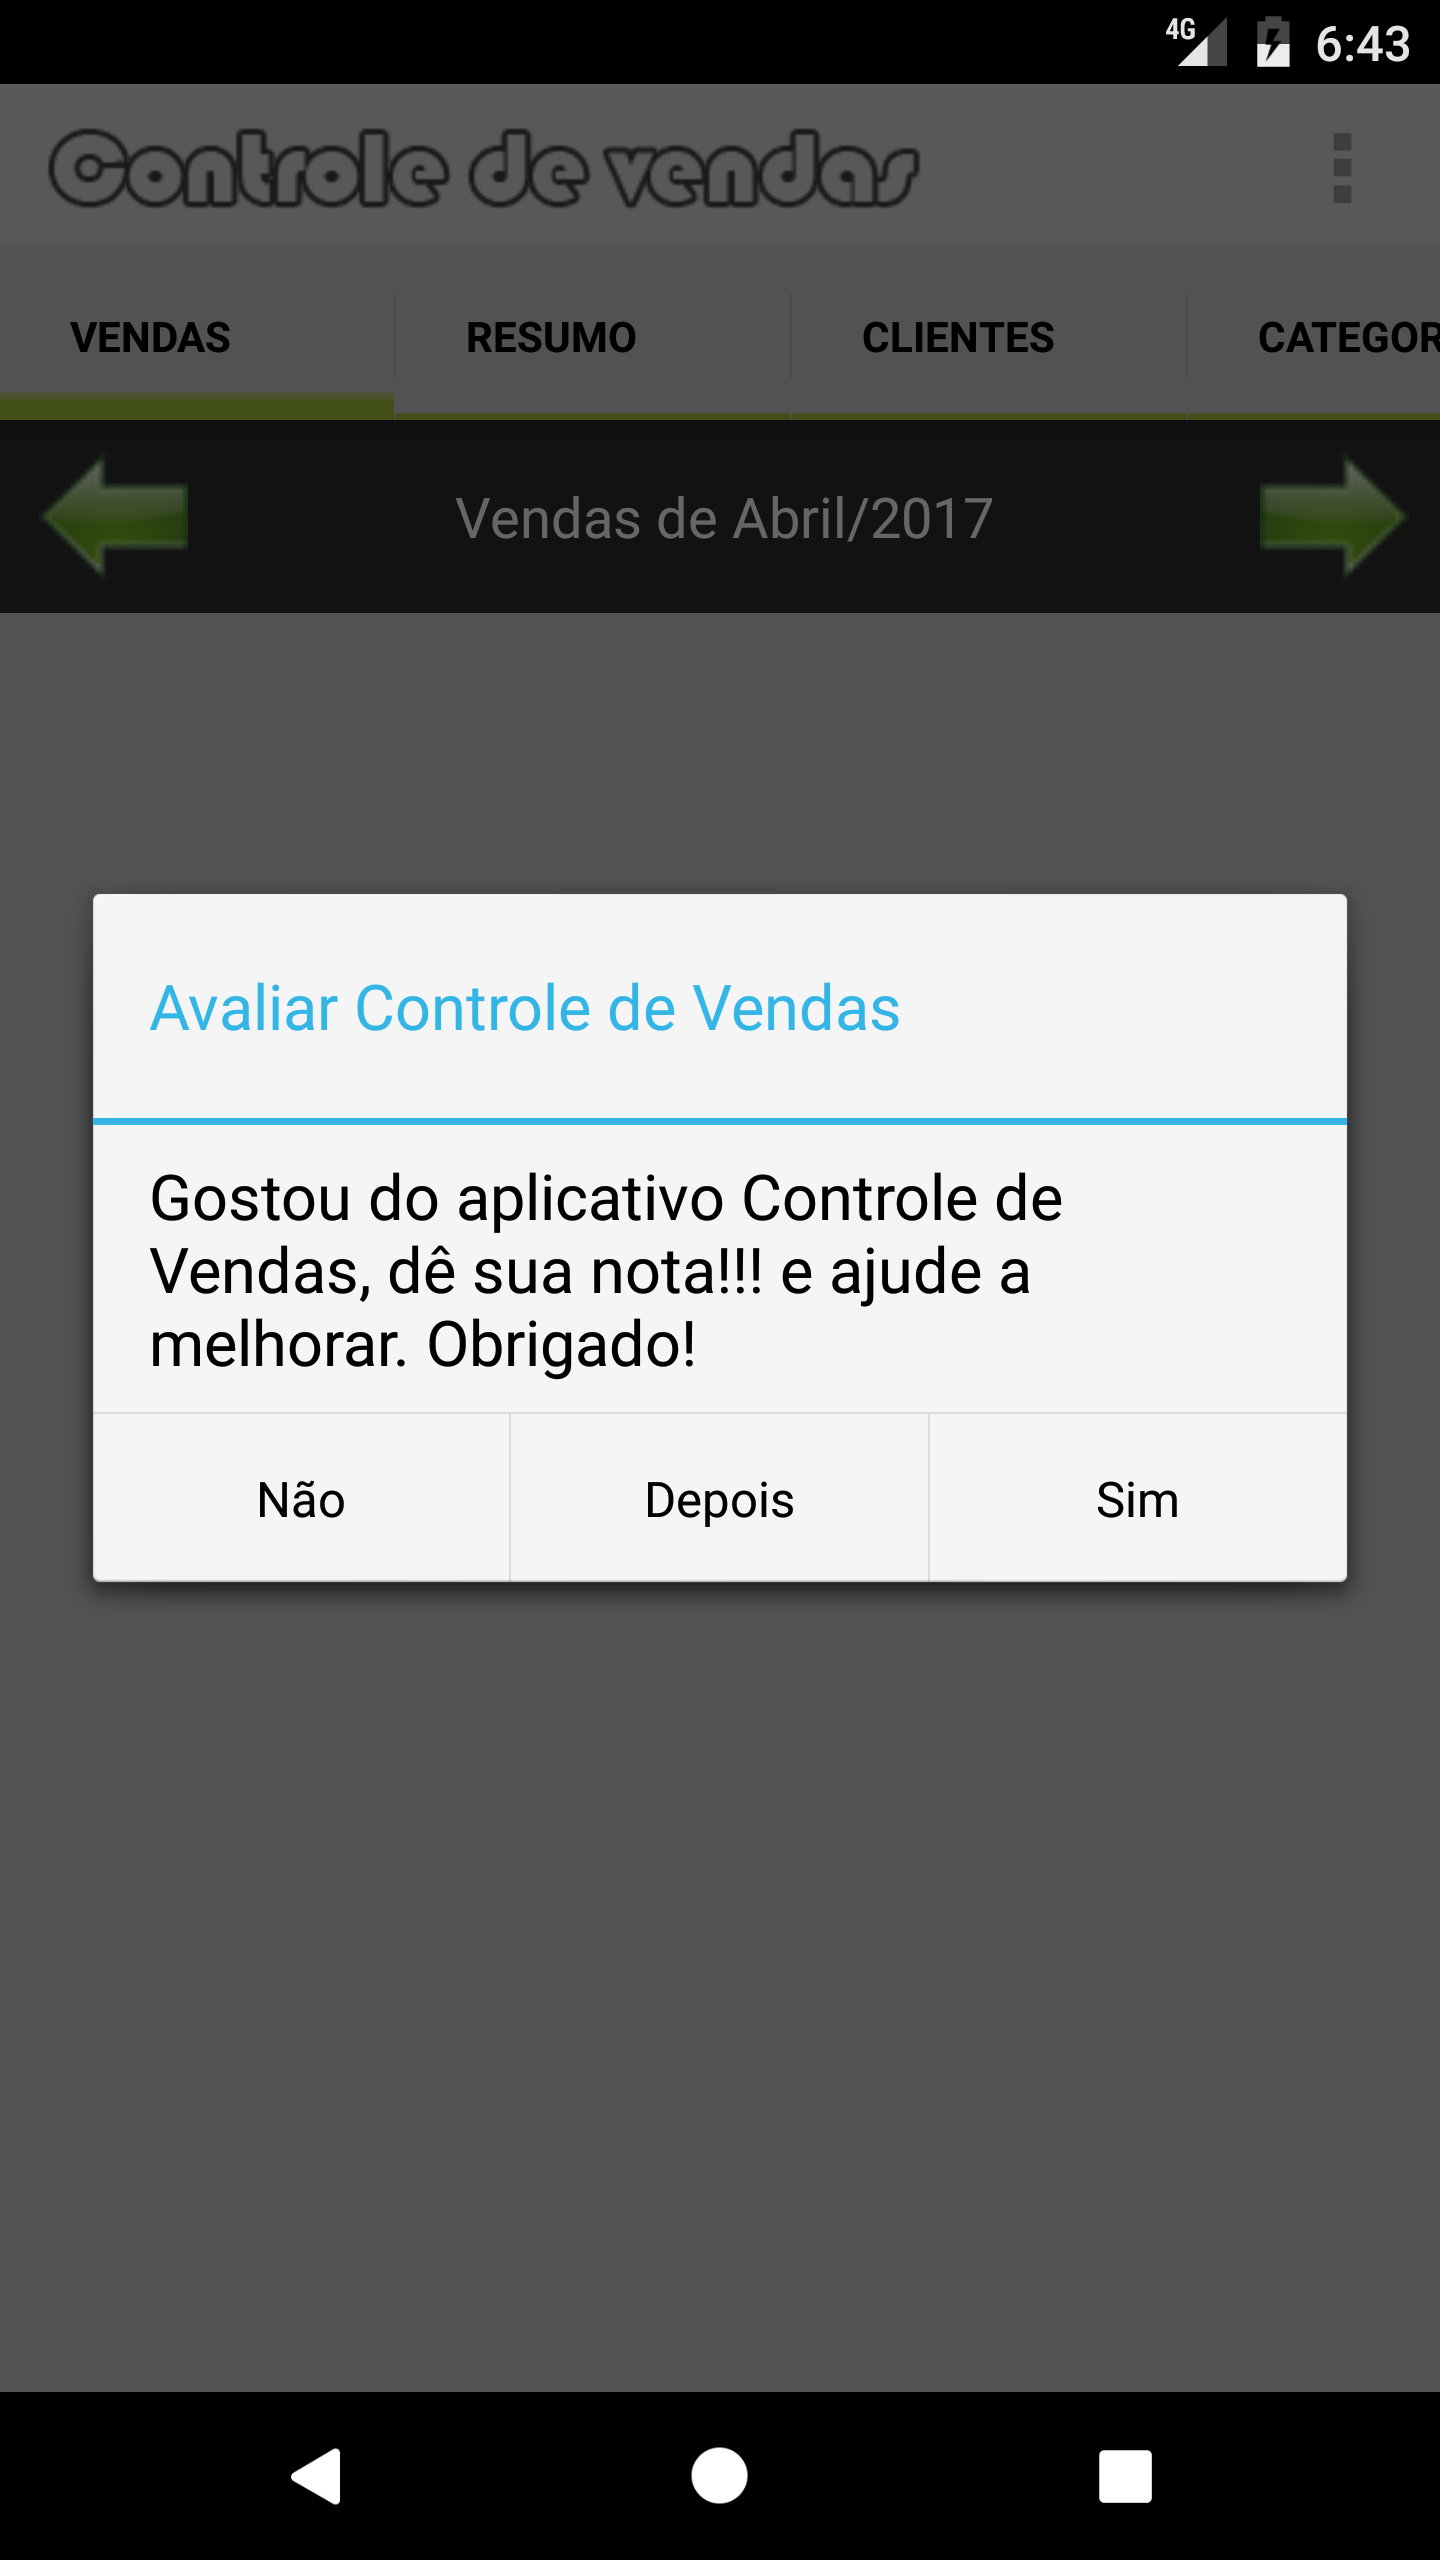 4G 6:43
Controle de vendas
VENDAS RESUMO CLIENTES CATEGOR
Vendas de Abril/2017
Avaliar Controle de Vendas
Gostou do aplicativo Controle de
Vendas, dê sua nota!!! e ajude a
melhorar. Obrigado!
Não Depois Sim